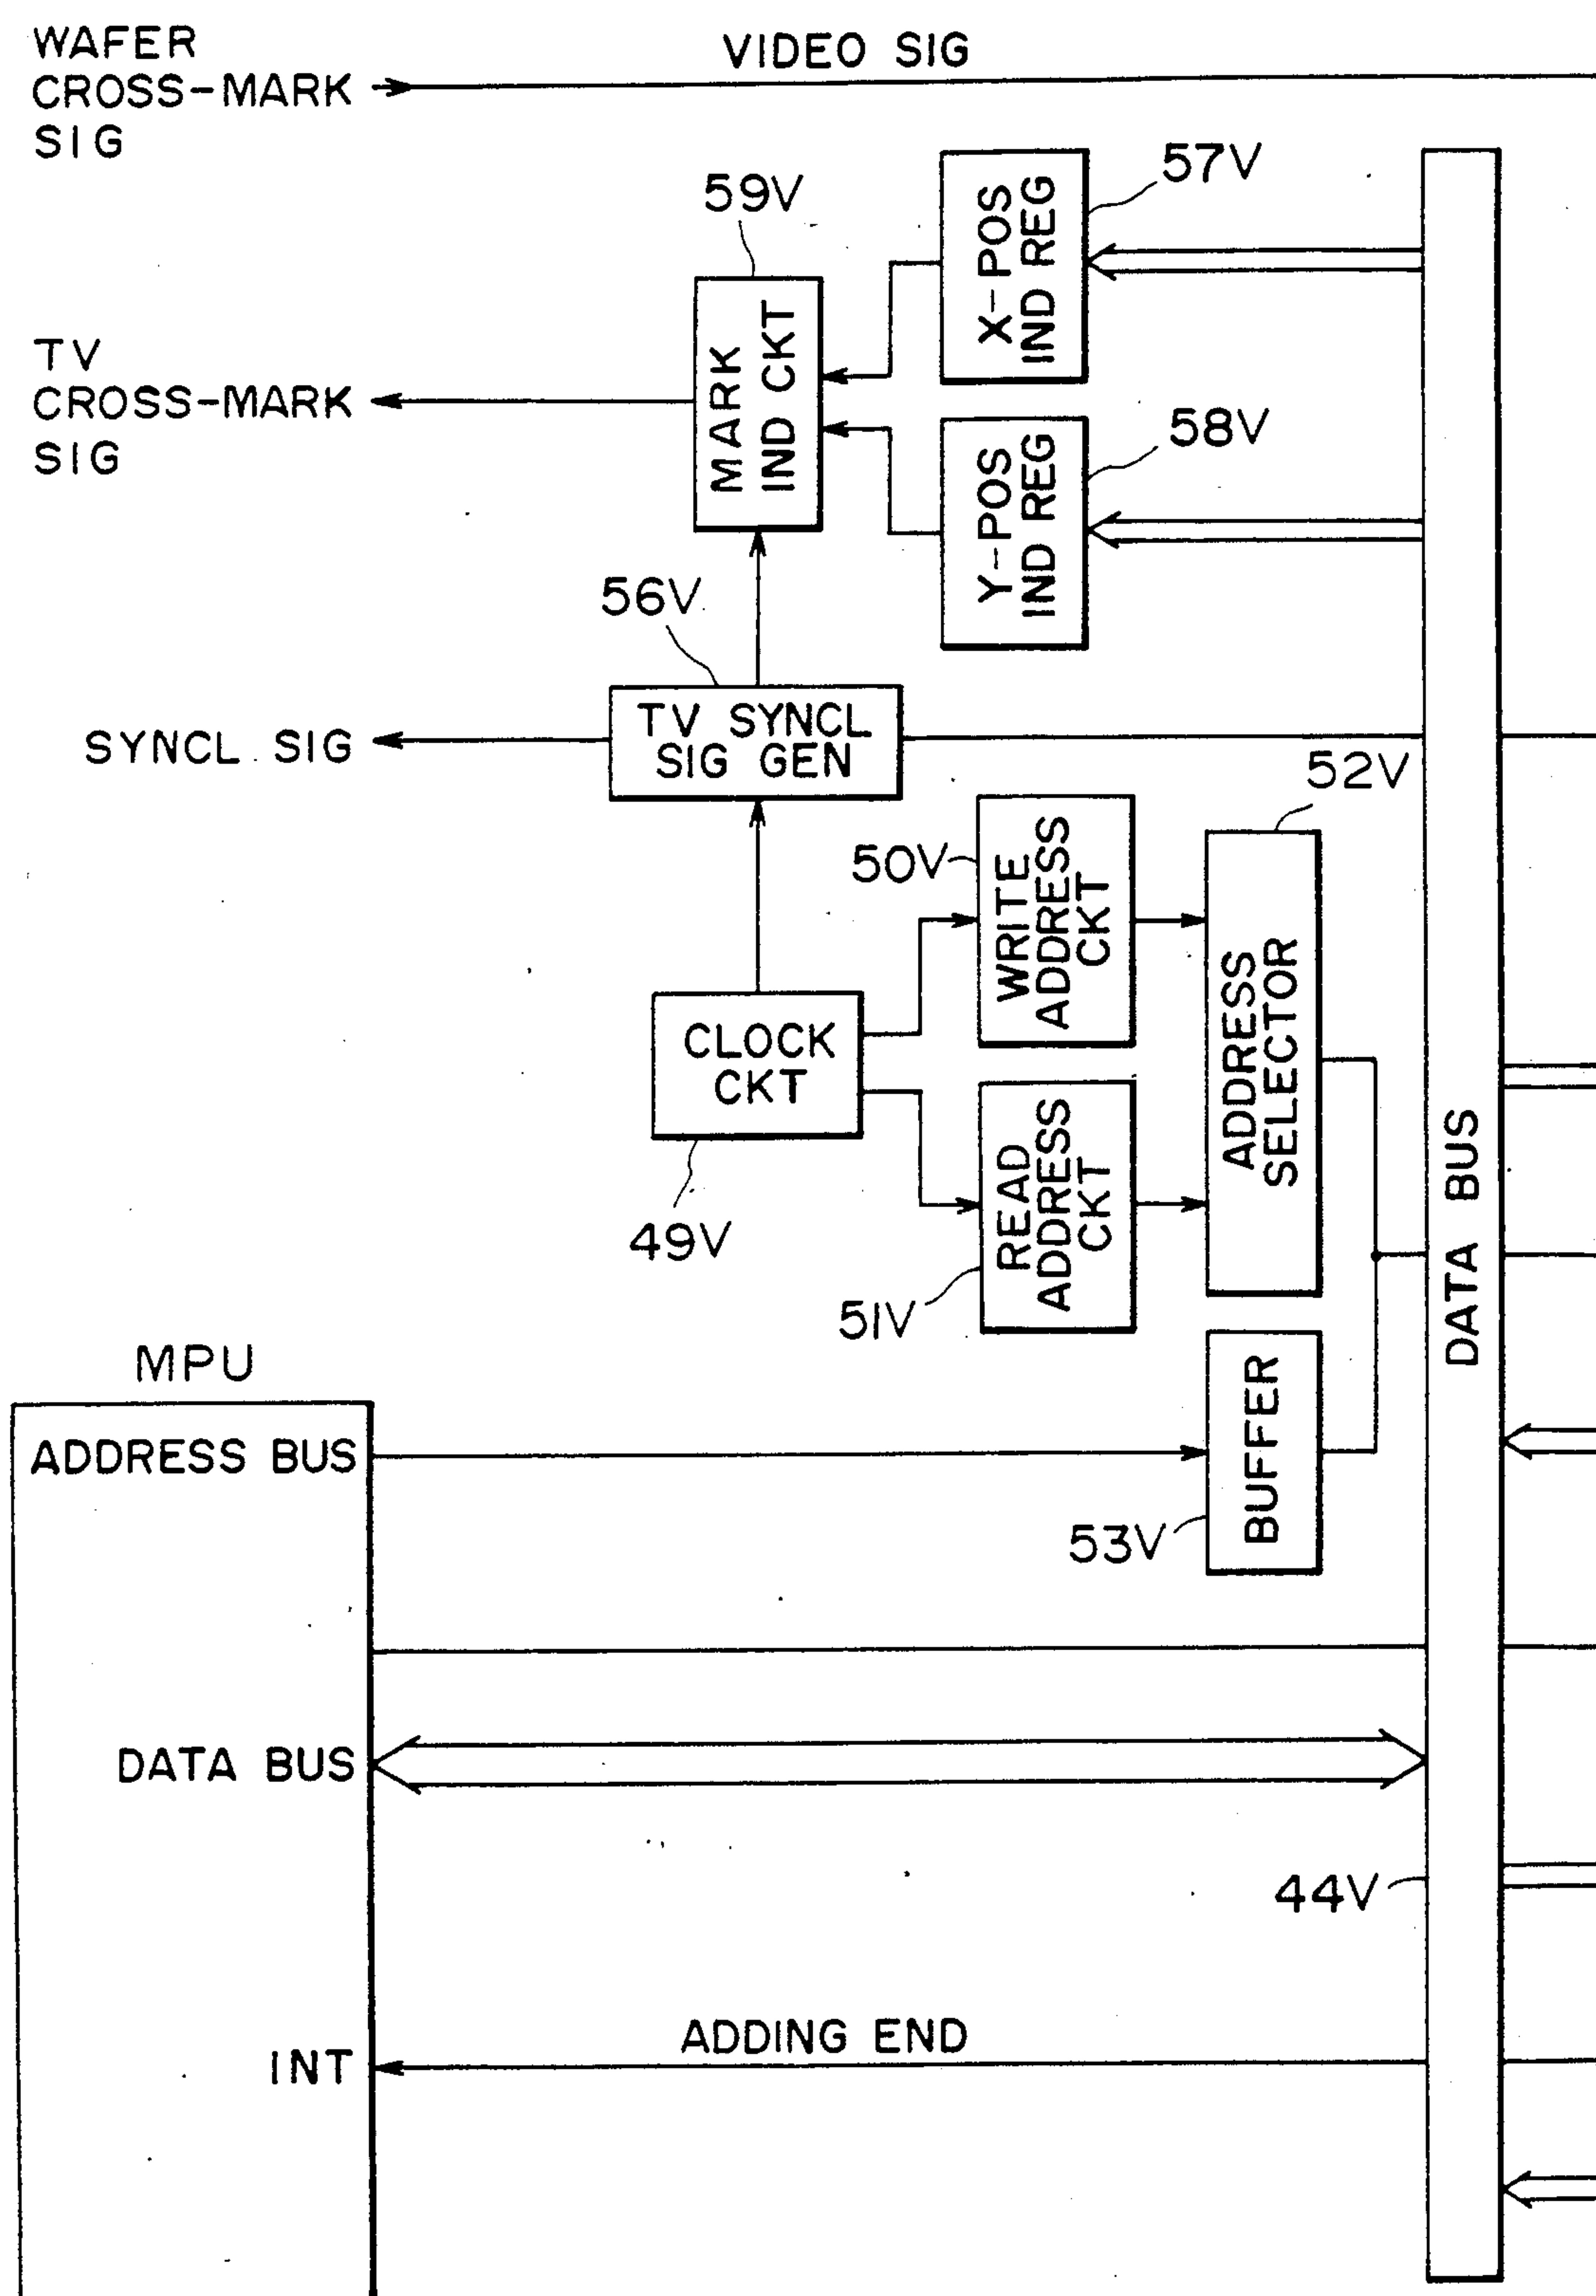 WAFER
CROSS-MARK
SIG
VIDEO SIG
57V
59V
X-POS
IND REG
MARK
IND CKT
TV
CROSS-MARK
SIG
58V
Y-POS
IND REG
56V
TV SYNCL
SIG GEN
SYNCL SIG
52V
50V
WRITE
ADDRESS
CKT
ADDRESS
SELECTOR
CLOCK
CKT
READ
ADDRESS
CKT
49V
51V
DATA BUS
MPU
ADDRESS BUS
BUFFER
53V
DATA BUS
44V
ADDING END
INT